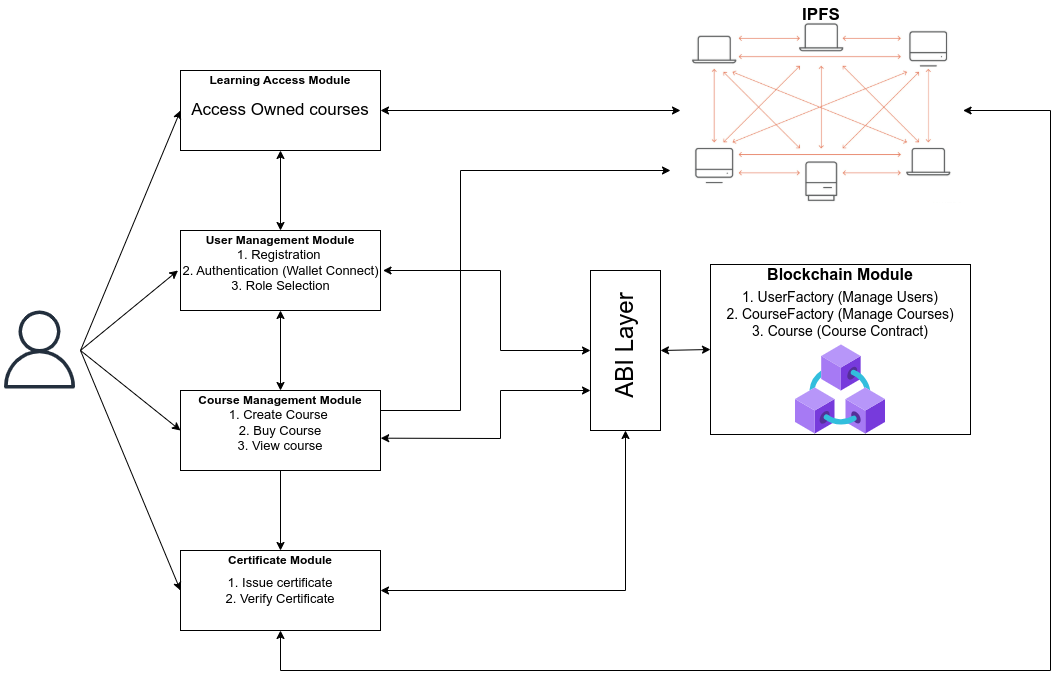 IPFS
Learning Access Module
Access Owned courses
User Management Module
1. Registration
2. Authentication (Wallet Connect)
3. Role Selection
ABI Layer
Blockchain Module
1. UserFactory (Manage Users)
2. CourseFactory (Manage Courses)
3. Course (Course Contract)
Course Management Module
1. Create Course
2. Buy Course
3. View course
Certificate Module
1. Issue certificate
2. Verify Certificate